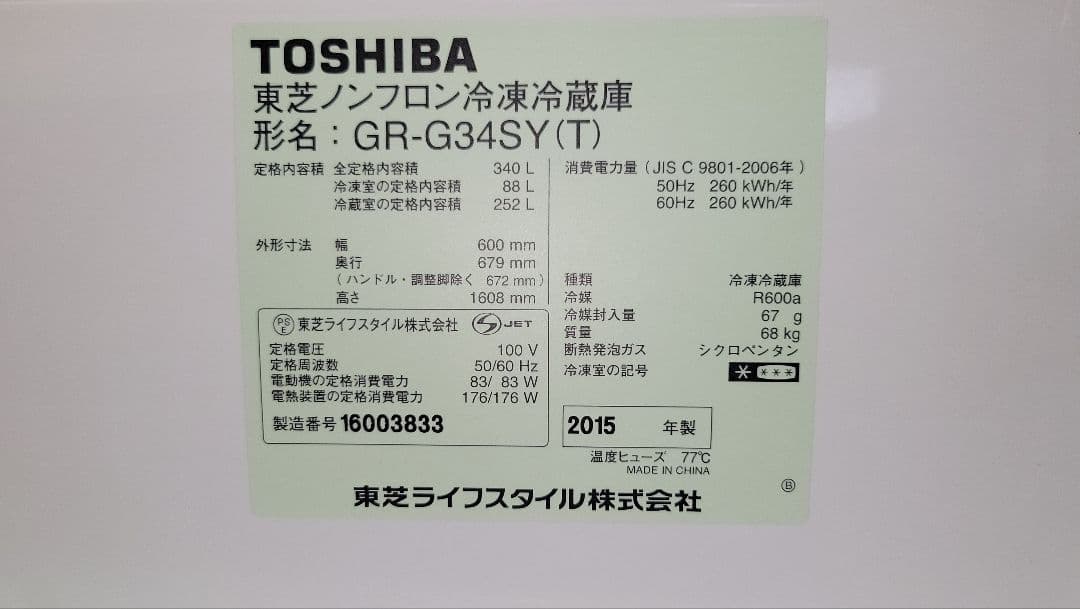 TOSHIBA
東芝ノンフロン冷凍冷蔵庫
形名：GR-G34SY(T)
定格内容積 全定格内容積 340 L
冷凍室の定格内容積 88 L
冷蔵室の定格内容積 252 L
外形寸法 幅 600 mm
奥行 679 mm
(ハンドル・調整脚除く 672 mm)
高さ 1608 mm
PSE 東芝ライフスタイル株式会社 S JET
定格電圧 100 V
定格周波数 50/60 Hz
電動機の定格消費電力 83/ 83 W
電熱装置の定格消費電力 176/176 W
製造番号 16003833
消費電力量 (JIS C 9801-2006年)
50Hz 260 kWh/年
60Hz 260 kWh/年
種類 冷凍冷蔵庫
冷媒 R600a
冷媒封入量 67 g
質量 68 kg
断熱発泡ガス シクロペンタン
冷凍室の記号 * ***
2015 年製
温度ヒューズ 77℃
MADE IN CHINA
Ⓑ
東芝ライフスタイル株式会社